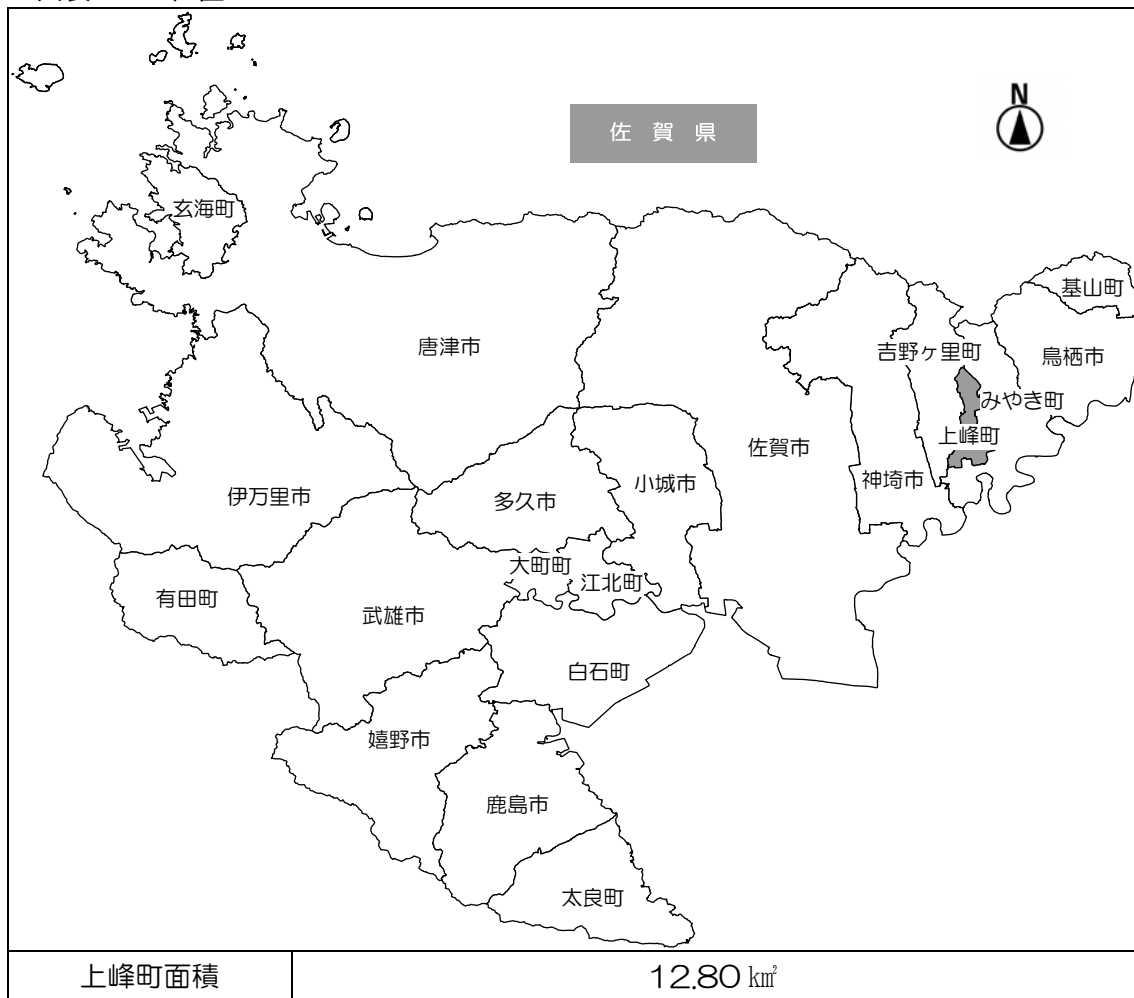 佐賀県
N
玄海町
基山町
唐津市
吉野ヶ里町
鳥栖市
みやき町
上峰町
佐賀市
神埼市
小城市
多久市
伊万里市
大町町
江北町
有田町
武雄市
白石町
嬉野市
鹿島市
太良町
上峰町面積 12.80 ㎢